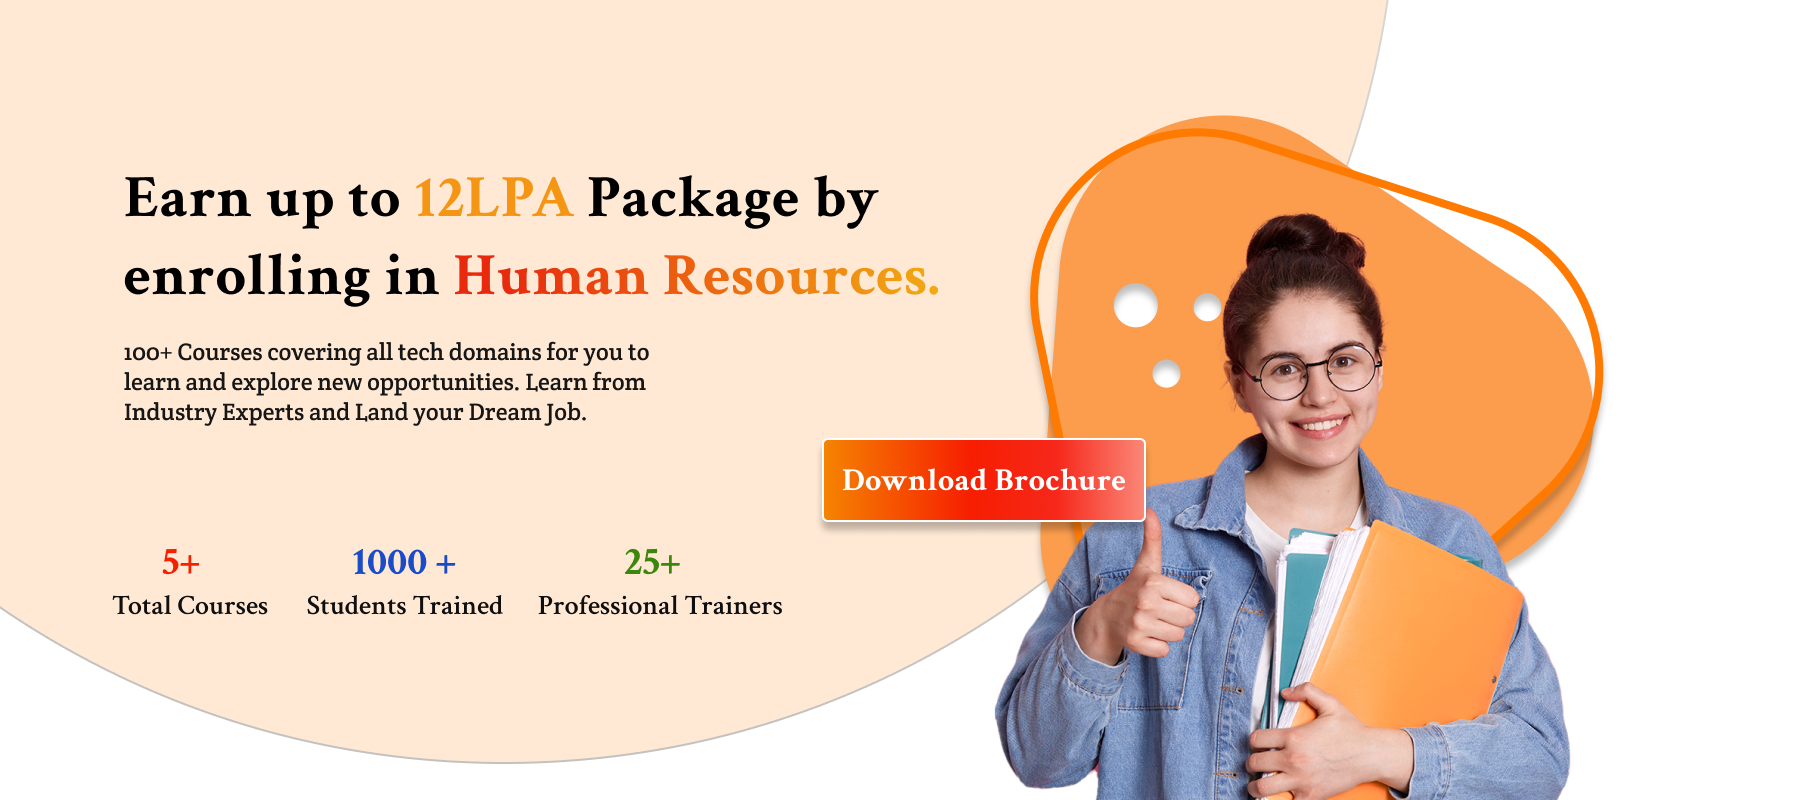 Earn up to 12LPA Package by
enrolling in Human Resources.
100+ Courses covering all tech domains for you to
learn and explore new opportunities. Learn from
Industry Experts and Land your Dream Job.
Download Brochure
5+
Total Courses
1000 +
Students Trained
25+
Professional Trainers